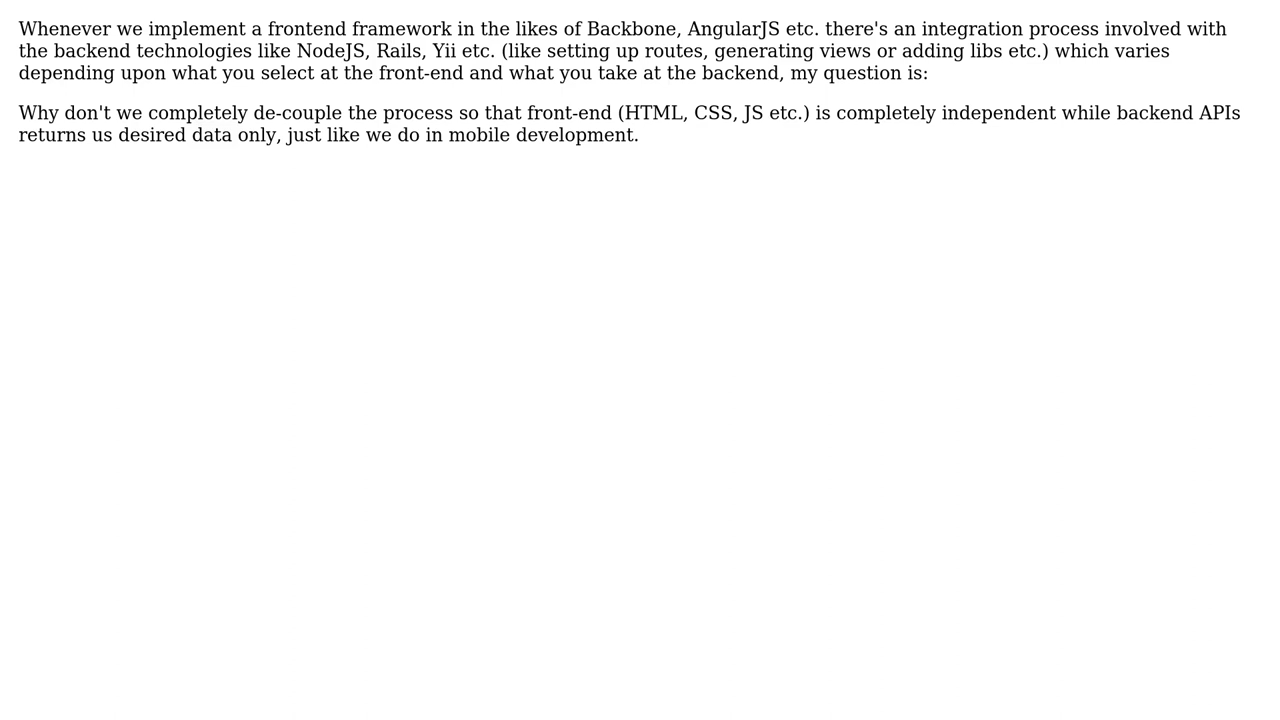 Whenever we implement a frontend framework in the likes of Backbone, AngularJS etc. there's an integration process involved with
the backend technologies like NodeJS, Rails, Yii etc. (like setting up routes, generating views or adding libs etc.) which varies
depending upon what you select at the front-end and what you take at the backend, my question is:
Why don't we completely de-couple the process so that front-end (HTML, CSS, JS etc.) is completely independent while backend APIs
returns us desired data only, just like we do in mobile development.